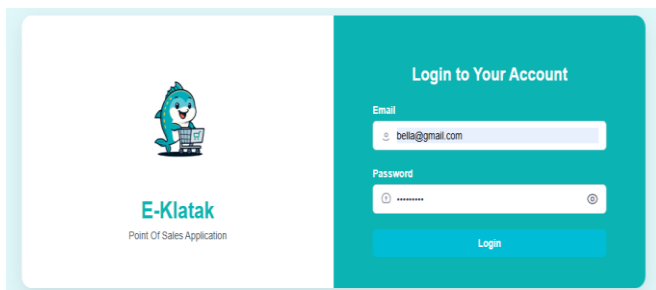 E-Klatak
Point Of Sales Application
Login to Your Account
Email
bella@gmail.com
Password
•••••••••
Login